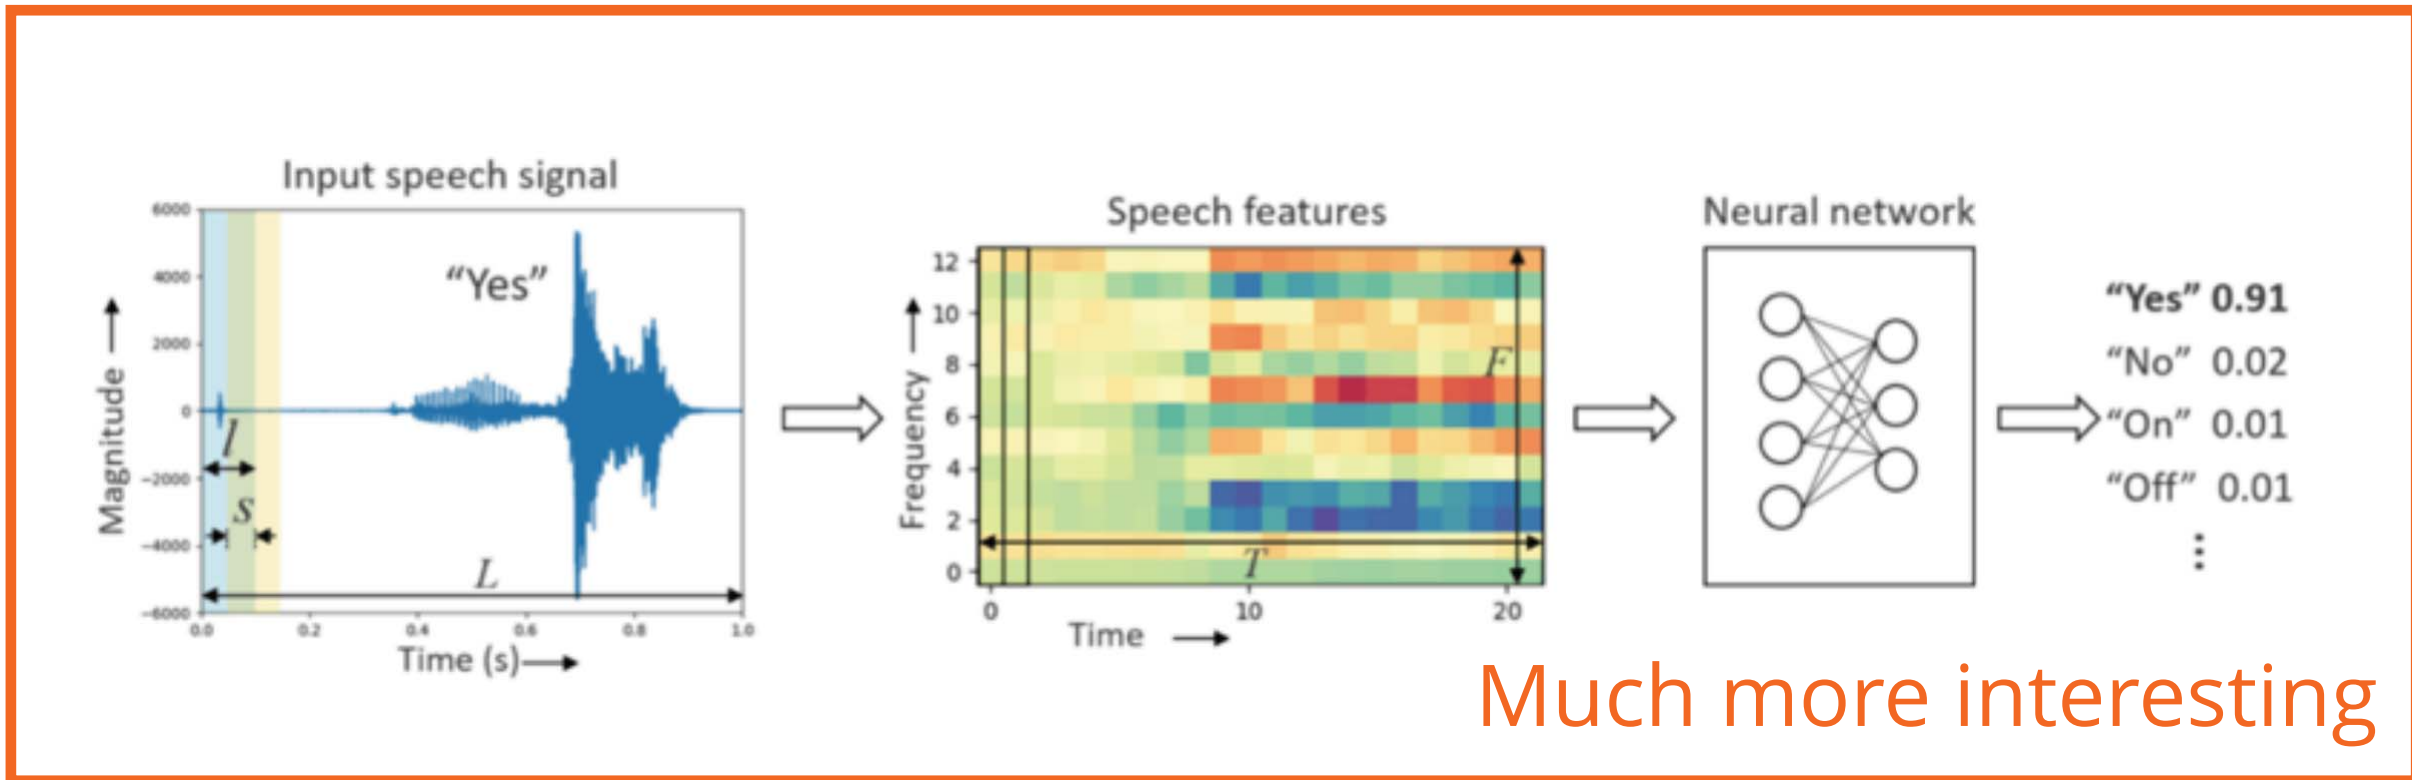 Input speech signal
6000
4000
2000
0
−2000
−4000
−6000
Magnitude
“Yes”
l
s
L
0.0 0.2 0.4 0.6 0.8 1.0
Time (s)
Speech features
12
10
8
6
4
2
0
Frequency
F
T
0 10 20
Time
Neural network
“Yes” 0.91
“No” 0.02
“On” 0.01
“Off” 0.01
Much more interesting